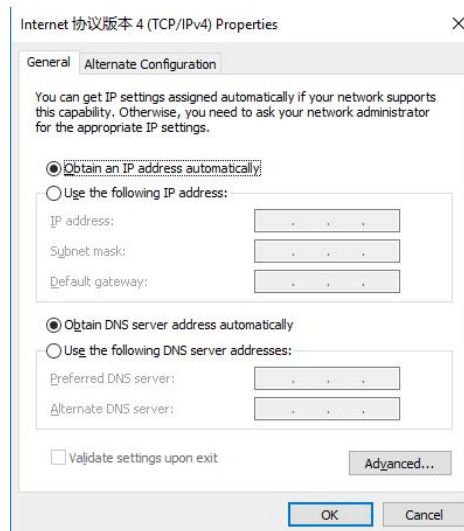 Internet 协议版本 4 (TCP/IPv4) Properties
General
Alternate Configuration
You can get IP settings assigned automatically if your network supports
this capability. Otherwise, you need to ask your network administrator
for the appropriate IP settings.
Obtain an IP address automatically
Use the following IP address:
IP address:
Subnet mask:
Default gateway:
Obtain DNS server address automatically
Use the following DNS server addresses:
Preferred DNS server:
Alternate DNS server:
Validate settings upon exit
Advanced...
OK
Cancel